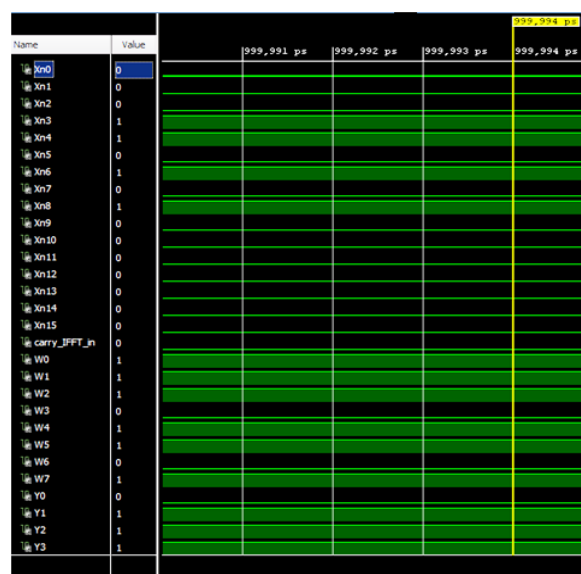 999,994 ps
Name Value
999,991 ps 999,992 ps 999,993 ps 999,994 ps
Xn0 0
Xn1 0
Xn2 0
Xn3 1
Xn4 1
Xn5 0
Xn6 1
Xn7 0
Xn8 1
Xn9 0
Xn10 0
Xn11 0
Xn12 0
Xn13 0
Xn14 0
Xn15 0
carry_IFFT_in 0
W0 1
W1 1
W2 1
W3 0
W4 1
W5 1
W6 0
W7 1
Y0 0
Y1 1
Y2 1
Y3 1